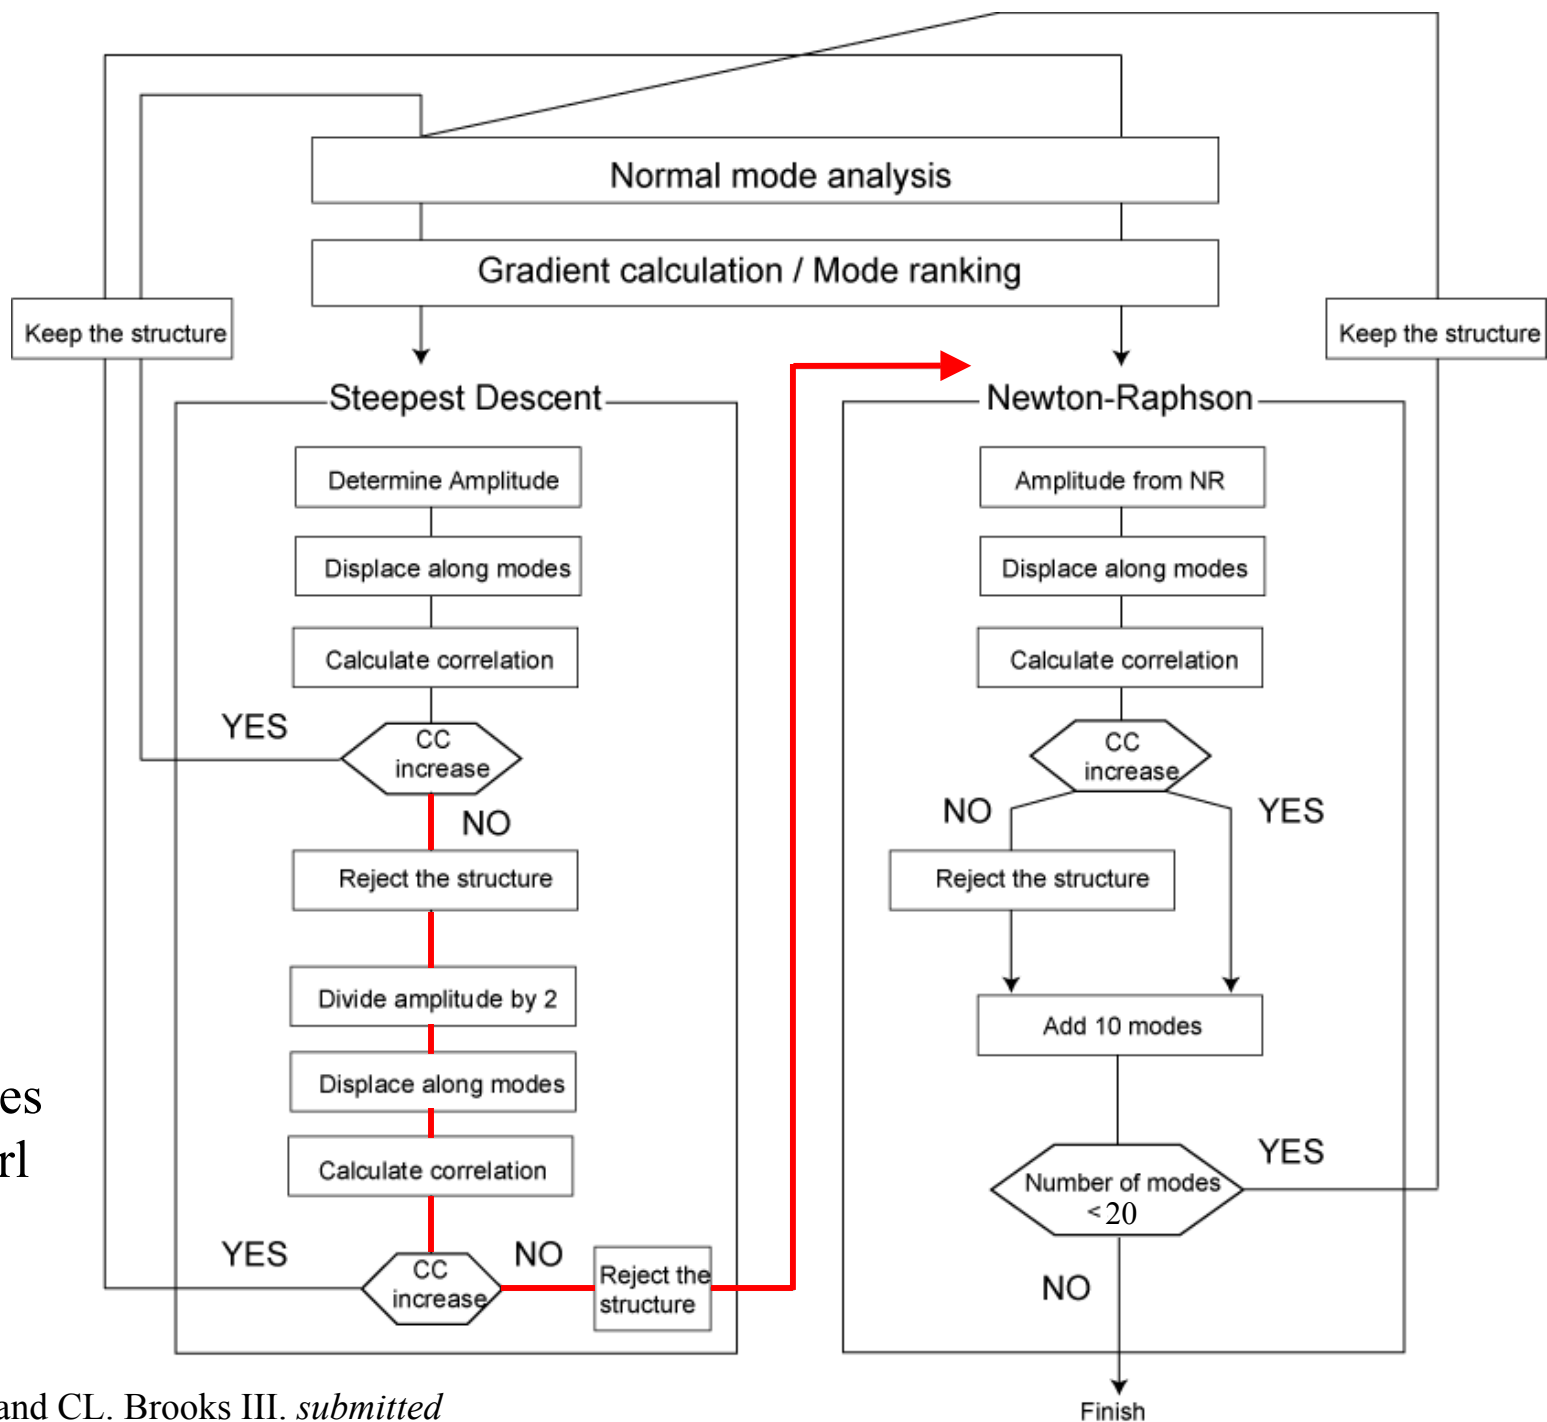 Normal mode analysis
Gradient calculation / Mode ranking
Keep the structure
Keep the structure
Steepest Descent
Determine Amplitude
Displace along modes
Calculate correlation
YES
CC
increase
NO
Reject the structure
Divide amplitude by 2
Displace along modes
Calculate correlation
YES
CC
increase
NO
Reject the
structure
Newton-Raphson
Amplitude from NR
Displace along modes
Calculate correlation
CC
increase
NO
YES
Reject the structure
Add 10 modes
Number of modes
<20
YES
NO
Finish
es
rl
and CL. Brooks III. submitted